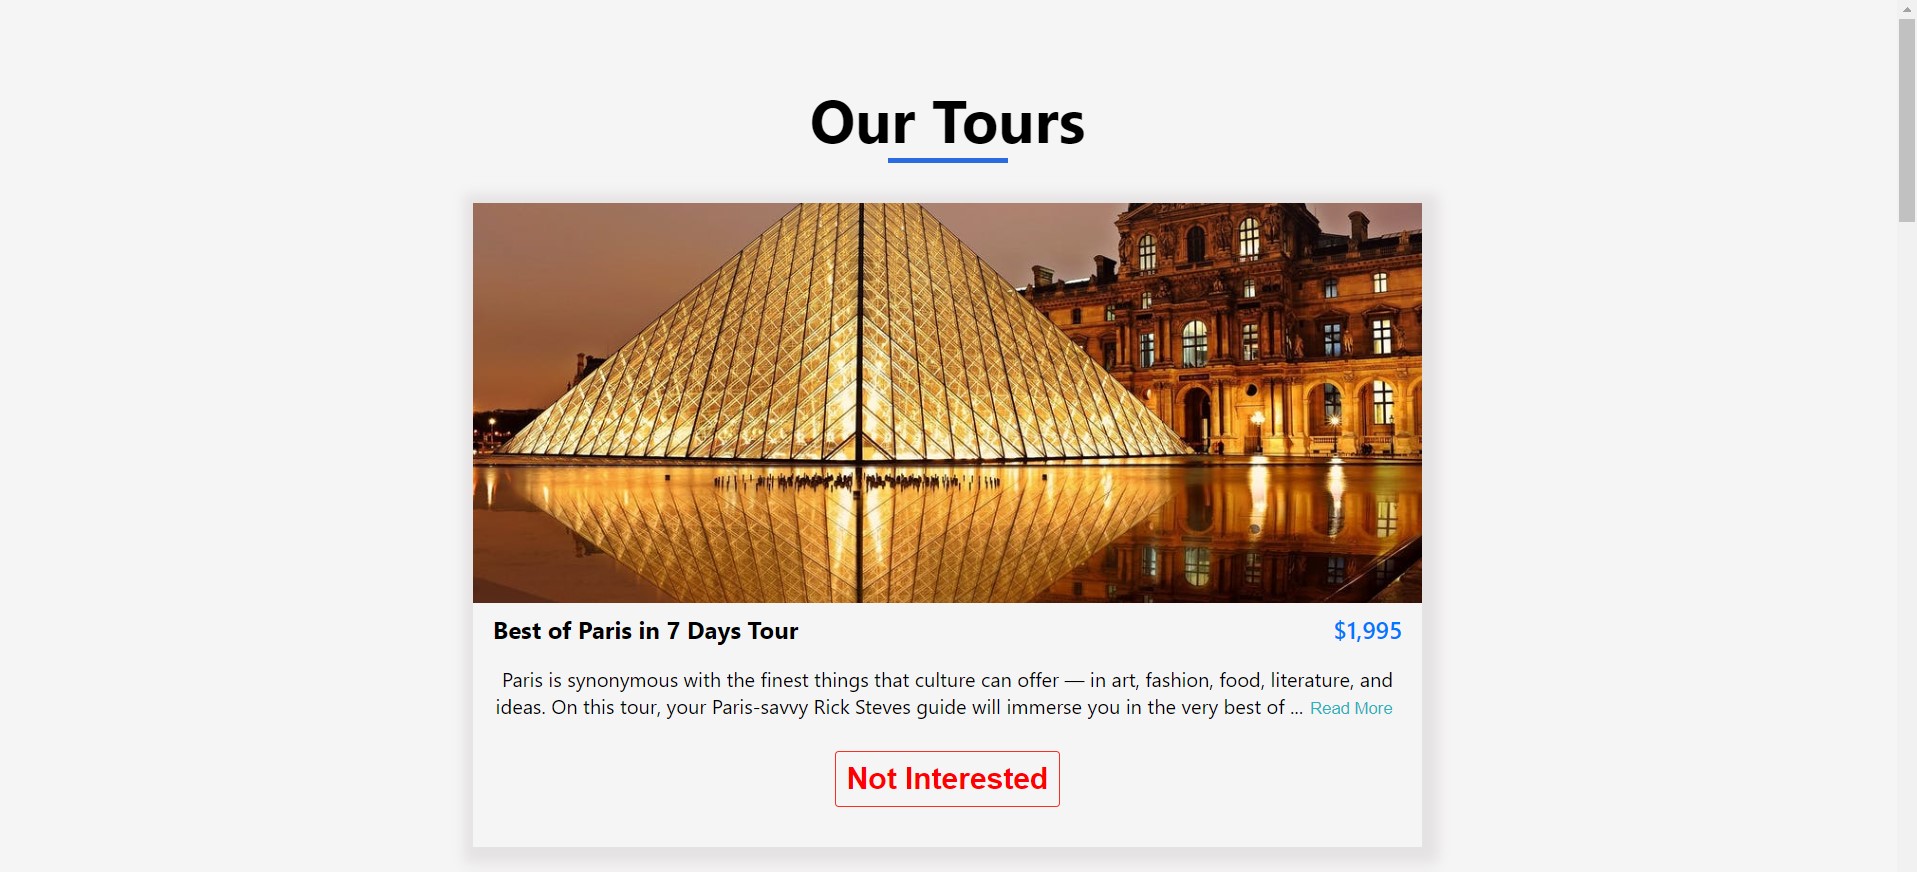 Our Tours
Best of Paris in 7 Days Tour
$1,995
Paris is synonymous with the finest things that culture can offer — in art, fashion, food, literature, and
ideas. On this tour, your Paris-savvy Rick Steves guide will immerse you in the very best of ... Read More
Not Interested